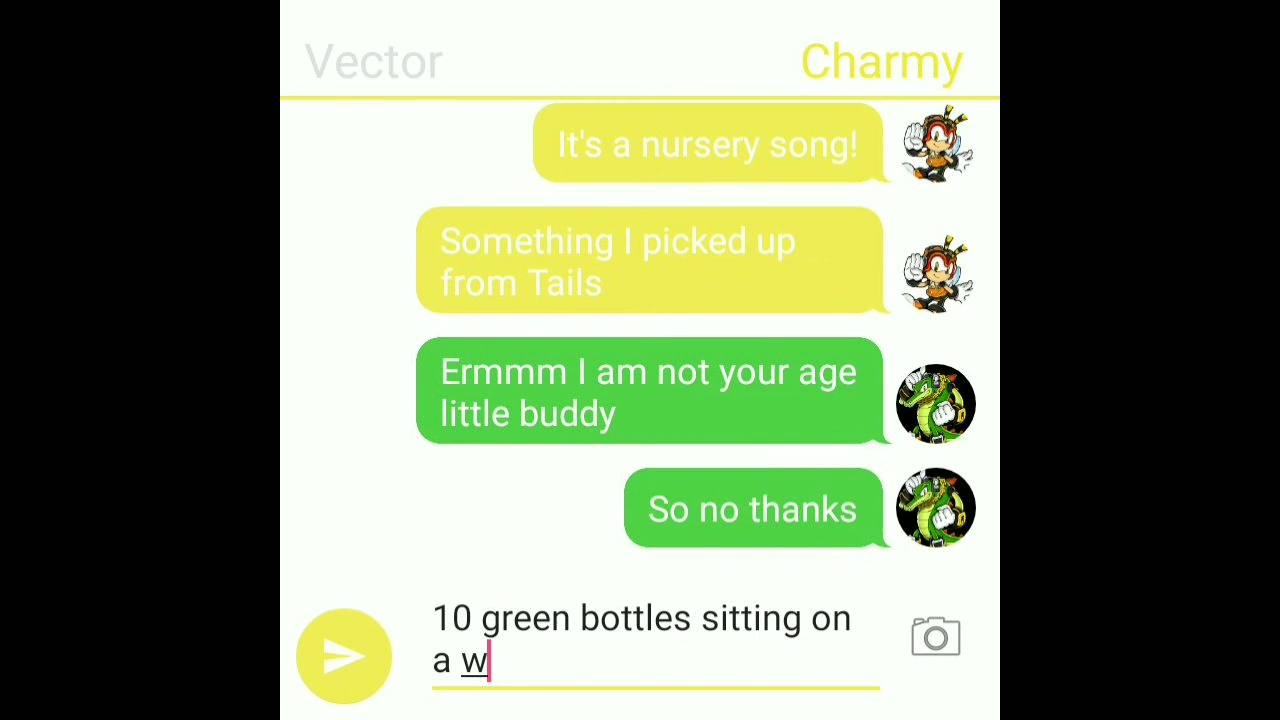 Vector
Charmy
It's a nursery song!
Something I picked up
from Tails
Ermmm I am not your age
little buddy
So no thanks
10 green bottles sitting on
a w